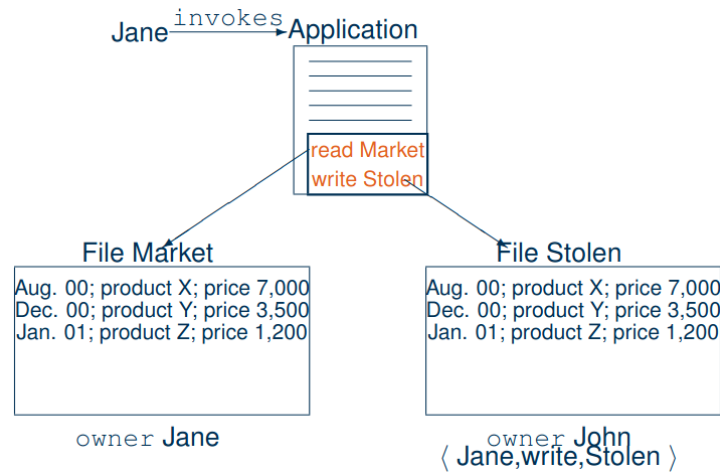 invokes
Jane Application
read Market
write Stolen
File Market File Stolen
Aug. 00; product X; price 7,000
Dec. 00; product Y; price 3,500
Jan. 01; product Z; price 1,200
Aug. 00; product X; price 7,000
Dec. 00; product Y; price 3,500
Jan. 01; product Z; price 1,200
owner Jane
owner John
⟨ Jane,write,Stolen ⟩